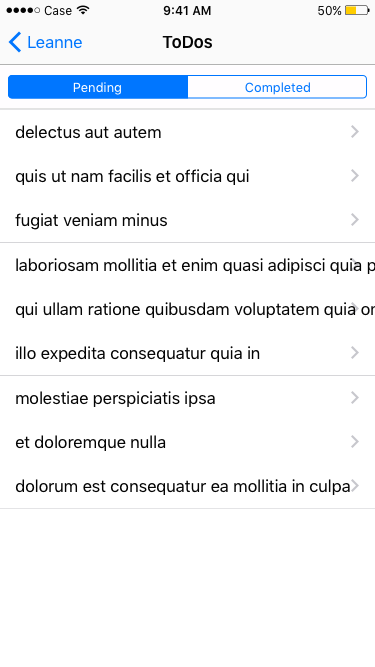 Case 9:41 AM 50%
Leanne ToDos
Pending Completed
delectus aut autem
quis ut nam facilis et officia qui
fugiat veniam minus
laboriosam mollitia et enim quasi adipisci quia p
qui ullam ratione quibusdam voluptatem quia or
illo expedita consequatur quia in
molestiae perspiciatis ipsa
et doloremque nulla
dolorum est consequatur ea mollitia in culpa